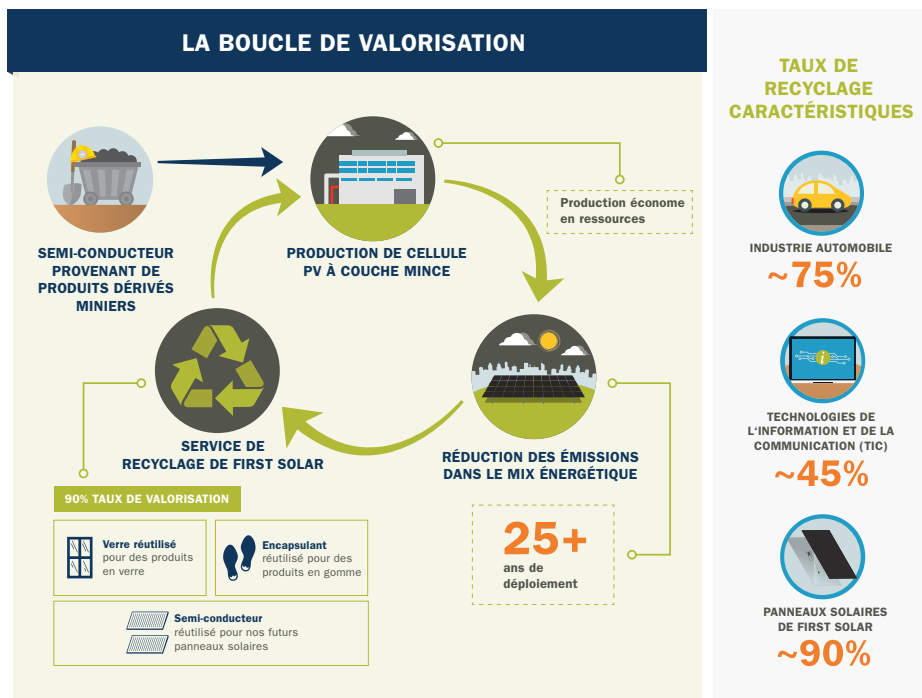 LA BOUCLE DE VALORISATION
SEMI-CONDUCTEUR
PROVENANT DE
PRODUITS DÉRIVÉS
MINIERS
PRODUCTION DE CELLULE
PV À COUCHE MINCE
Production économe
en ressources
SERVICE DE
RECYCLAGE DE FIRST SOLAR
RÉDUCTION DES ÉMISSIONS
DANS LE MIX ÉNERGÉTIQUE
90% TAUX DE VALORISATION
Verre réutilisé
pour des produits
en verre
Encapsulant
réutilisé pour des
produits en gomme
Semi-conducteur
réutilisé pour nos futurs
panneaux solaires
25+
ans de
déploiement
TAUX DE
RECYCLAGE
CARACTÉRISTIQUES
INDUSTRIE AUTOMOBILE
~75%
i
TECHNOLOGIES DE
L'INFORMATION ET DE LA
COMMUNICATION (TIC)
~45%
PANNEAUX SOLAIRES
DE FIRST SOLAR
~90%